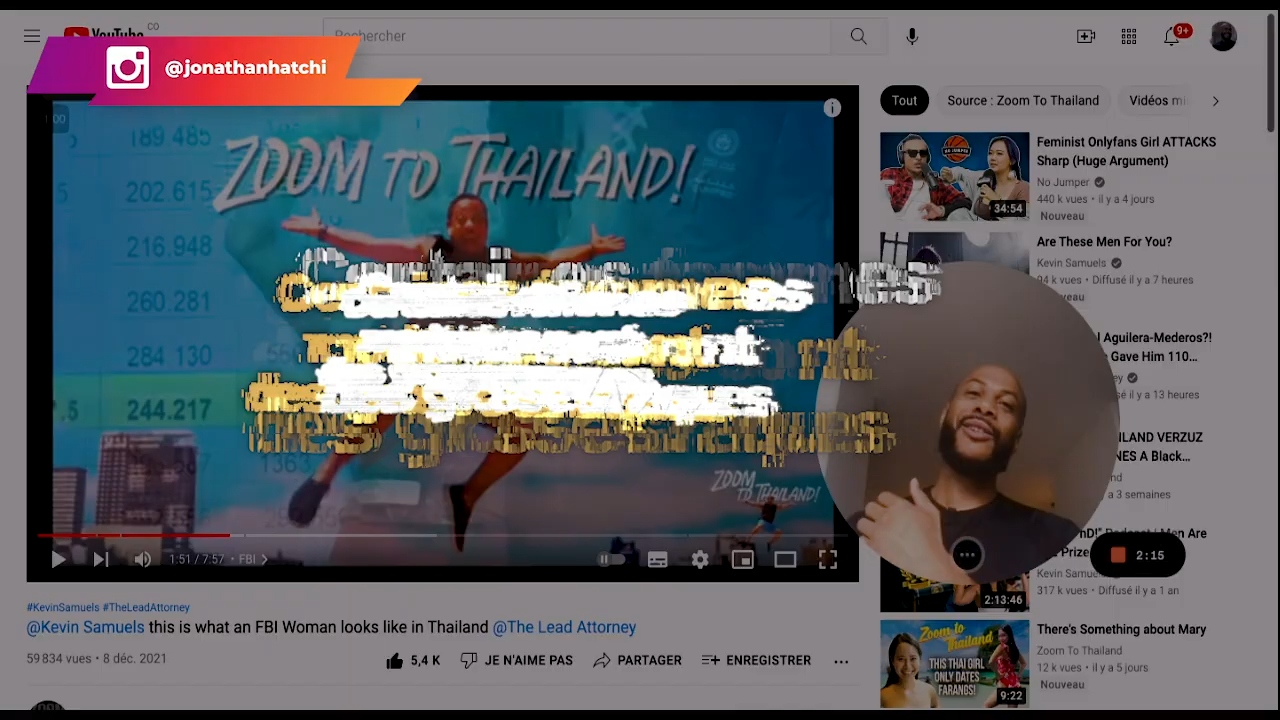 YouTube CO
Rechercher
9+
@jonathanhatchi
189.485
202.615
216.948
260.281
284 130
244.217
ZOOM TO THAILAND!
ZOOM
TO THAILAND!
1:51 / 7:57 • FBI
#KevinSamuels #TheLeadAttorney
@Kevin Samuels this is what an FBI Woman looks like in Thailand @The Lead Attorney
59 834 vues • 8 déc. 2021
5,4 K
JE N'AIME PAS
PARTAGER
ENREGISTRER
Tout
Source : Zoom To Thailand
Vidéos mi
34:54
Feminist Onlyfans Girl ATTACKS
Sharp (Huge Argument)
No Jumper
440 k vues • il y a 4 jours
Nouveau
Are These Men For You?
Kevin Samuels
94 k vues • Diffusé il y a 7 heures
Aguilera-Mederos?!
Gave Him 110...
il y a 13 heures
VERZUZ
A Black...
a 3 semaines
Podcast | Men Are
2:15
317 k vues • Diffusé il y a 1 an
2:13:46
Zoom to
Thailand
THIS THAI GIRL
ONLY DATES
FARANGS!
9:22
There's Something about Mary
Zoom To Thailand
12 k vues • il y a 5 jours
Nouveau